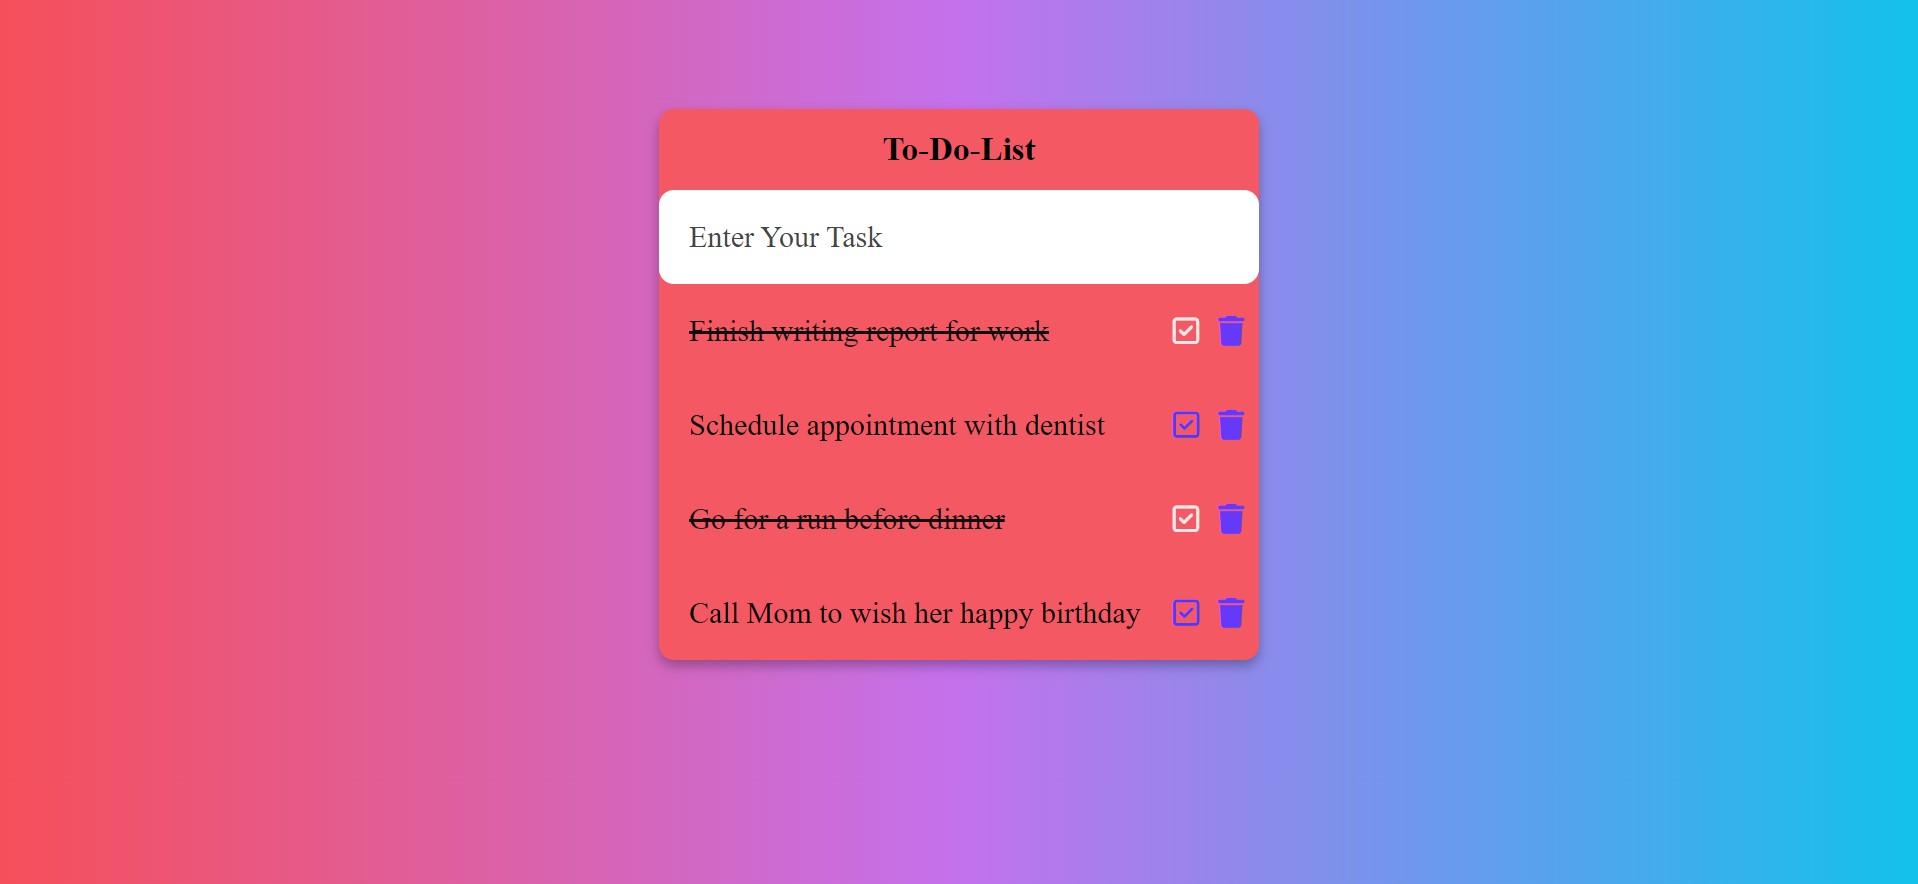 To-Do-List
Enter Your Task
Finish writing report for work
Schedule appointment with dentist
Go for a run before dinner
Call Mom to wish her happy birthday